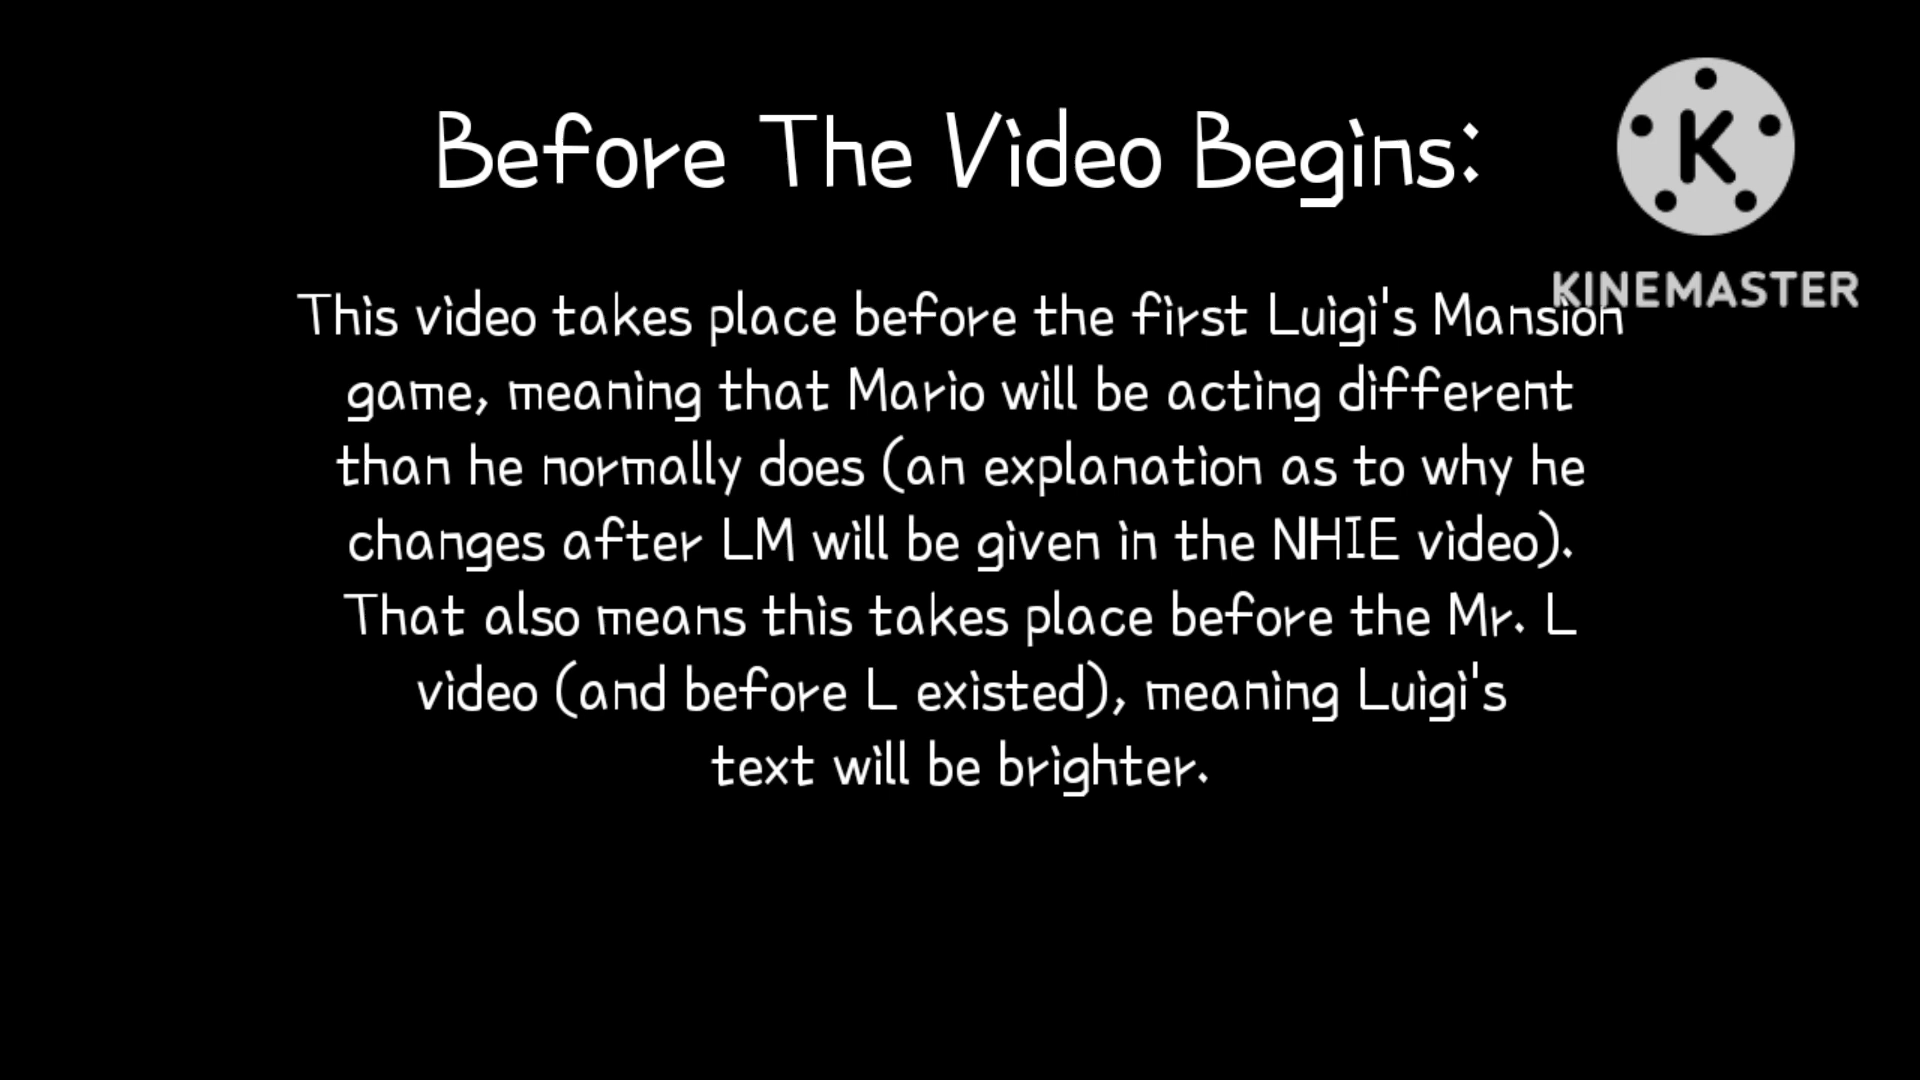 Before The Video Begins:
K
KINEMASTER
This video takes place before the first Luigi's Mansion
game, meaning that Mario will be acting different
than he normally does (an explanation as to why he
changes after LM will be given in the NHIE video).
That also means this takes place before the Mr. L
video (and before L existed), meaning Luigi's
text will be brighter.